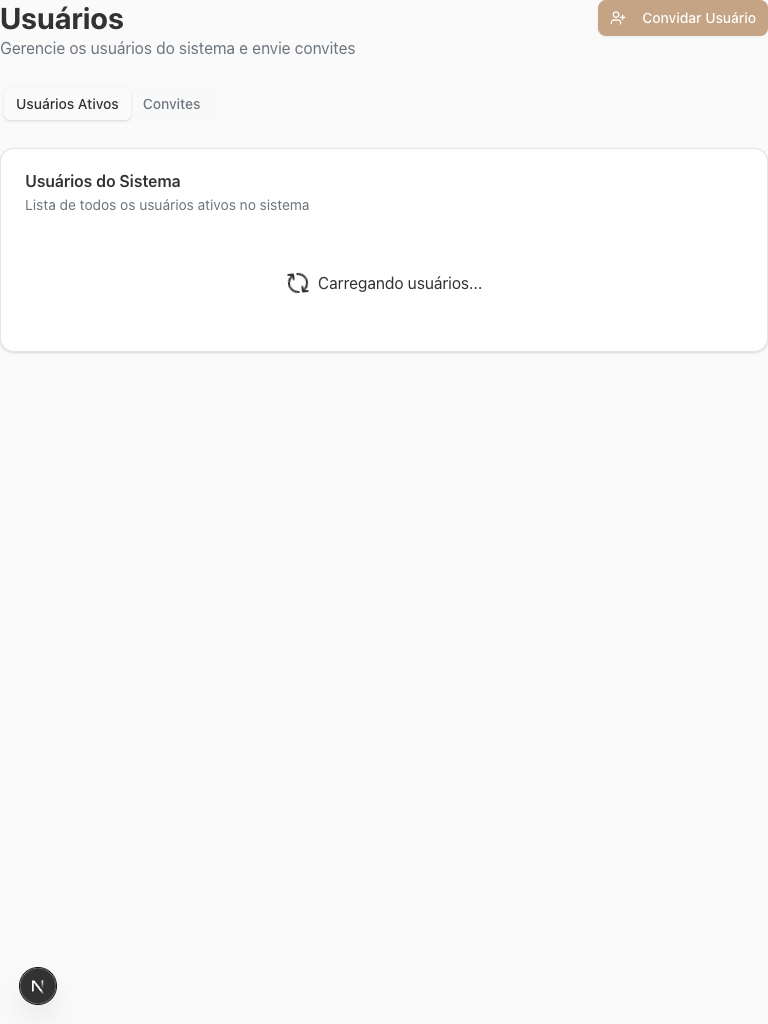 Usuários
Convidar Usuário
Gerencie os usuários do sistema e envie convites
Usuários Ativos
Convites
Usuários do Sistema
Lista de todos os usuários ativos no sistema
Carregando usuários...
N